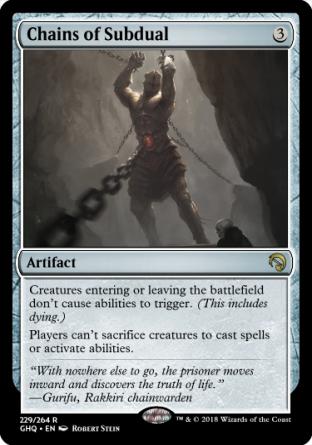 Chains of Subdual 3
Artifact
Creatures entering or leaving the battlefield
don't cause abilities to trigger. (This includes
dying.)
Players can't sacrifice creatures to cast spells
or activate abilities.
"With nowhere else to go, the prisoner moves
inward and discovers the truth of life."
—Gurifu, Rakkiri chainwarden
229/264 R
GHQ • EN ROBERT STEIN
™ & © 2018 Wizards of the Coast